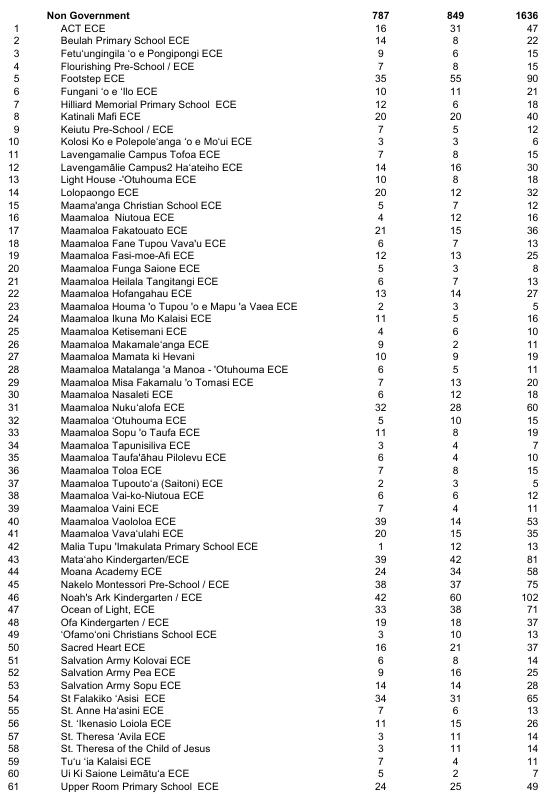 Non Government 787 849 1636
1 ACT ECE 16 31 47
2 Beulah Primary School ECE 14 8 22
3 Fetu‘ungingila ‘o e Pongipongi ECE 9 6 15
4 Flourishing Pre-School / ECE 7 8 15
5 Footstep ECE 35 55 90
6 Fungani ‘o e ‘Ilo ECE 10 11 21
7 Hilliard Memorial Primary School ECE 12 6 18
8 Katinali Mafi ECE 20 20 40
9 Keiutu Pre-School / ECE 7 5 12
10 Kolosi Ko e Polepole‘anga ‘o e Mo‘ui ECE 3 3 6
11 Lavengamalie Campus Tofoa ECE 7 8 15
12 Lavengamālie Campus2 Ha‘ateiho ECE 14 16 30
13 Light House -'Otuhouma ECE 10 8 18
14 Lolopaongo ECE 20 12 32
15 Maama'anga Christian School ECE 5 7 12
16 Maamaloa Niutoua ECE 4 12 16
17 Maamaloa Fakatouato ECE 21 15 36
18 Maamaloa Fane Tupou Vava'u ECE 6 7 13
19 Maamaloa Fasi-moe-Afi ECE 12 13 25
20 Maamaloa Funga Saione ECE 5 3 8
21 Maamaloa Heilala Tangitangi ECE 6 7 13
22 Maamaloa Hofangahau ECE 13 14 27
23 Maamaloa Houma 'o Tupou 'o e Mapu 'a Vaea ECE 2 3 5
24 Maamaloa Ikuna Mo Kalaisi ECE 11 5 16
25 Maamaloa Ketisemani ECE 4 6 10
26 Maamaloa Makamale‘anga ECE 9 2 11
27 Maamaloa Mamata ki Hevani 10 9 19
28 Maamaloa Matalanga 'a Manoa - 'Otuhouma ECE 6 5 11
29 Maamaloa Misa Fakamalu 'o Tomasi ECE 7 13 20
30 Maamaloa Nasaleti ECE 6 12 18
31 Maamaloa Nuku‘alofa ECE 32 28 60
32 Maamaloa ‘Otuhouma ECE 5 10 15
33 Maamaloa Sopu 'o Taufa ECE 11 8 19
34 Maamaloa Tapunisiliva ECE 3 4 7
35 Maamaloa Taufa'āhau Pilolevu ECE 6 4 10
36 Maamaloa Toloa ECE 7 8 15
37 Maamaloa Tupouto‘a (Saitoni) ECE 2 3 5
38 Maamaloa Vai-ko-Niutoua ECE 6 6 12
39 Maamaloa Vaini ECE 7 4 11
40 Maamaloa Vaololoa ECE 39 14 53
41 Maamaloa Vava‘ulahi ECE 20 15 35
42 Malia Tupu 'Imakulata Primary School ECE 1 12 13
43 Mata‘aho Kindergarten/ECE 39 42 81
44 Moana Academy ECE 24 34 58
45 Nakelo Montessori Pre-School / ECE 38 37 75
46 Noah's Ark Kindergarten / ECE 42 60 102
47 Ocean of Light, ECE 33 38 71
48 Ofa Kindergarten / ECE 19 18 37
49 ‘Ofamo‘oni Christians School ECE 3 10 13
50 Sacred Heart ECE 16 21 37
51 Salvation Army Kolovai ECE 6 8 14
52 Salvation Army Pea ECE 9 16 25
53 Salvation Army Sopu ECE 14 14 28
54 St Falakiko ‘Asisi ECE 34 31 65
55 St. Anne Ha‘asini ECE 7 6 13
56 St. ‘Ikenasio Loiola ECE 11 15 26
57 St. Theresa ‘Avila ECE 3 11 14
58 St. Theresa of the Child of Jesus 3 11 14
59 Tu‘u ‘ia Kalaisi ECE 7 4 11
60 Ui Ki Saione Leimātu‘a ECE 5 2 7
61 Upper Room Primary School ECE 24 25 49